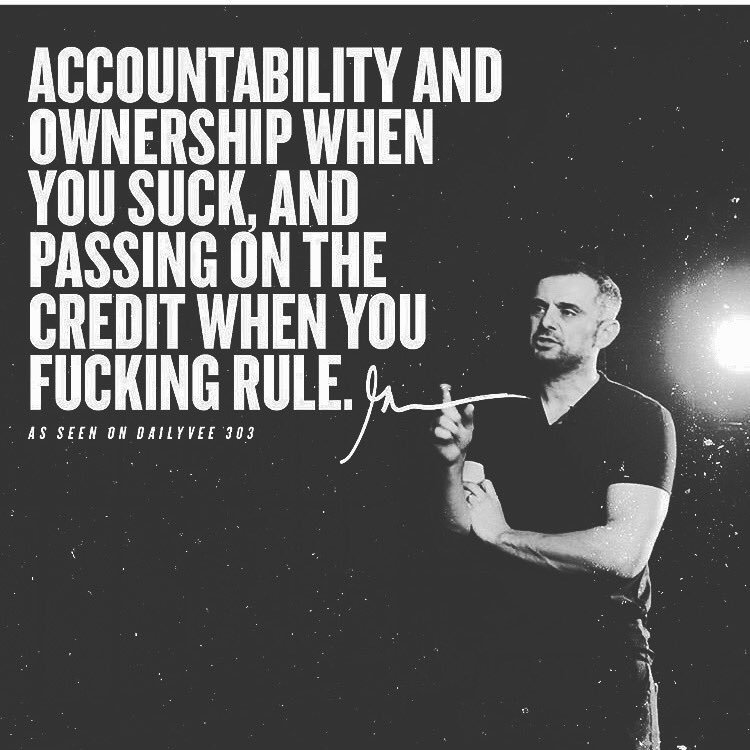 ACCOUNTABILITY AND
OWNERSHIP WHEN
YOU SUCK, AND
PASSING ON THE
CREDIT WHEN YOU
FUCKING RULE.
AS SEEN ON DAILYVEE 303